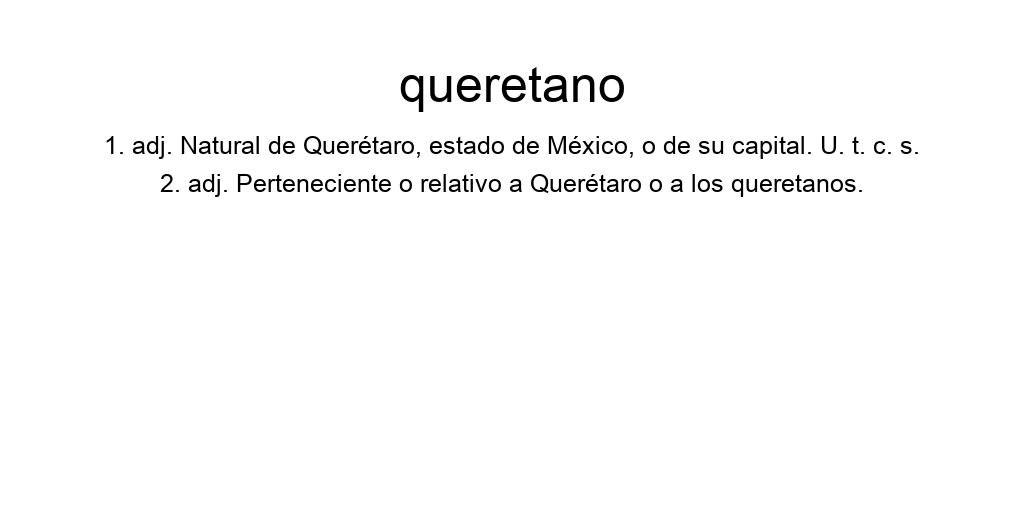 queretano
1. adj. Natural de Querétaro, estado de México, o de su capital. U. t. c. s.
2. adj. Perteneciente o relativo a Querétaro o a los queretanos.